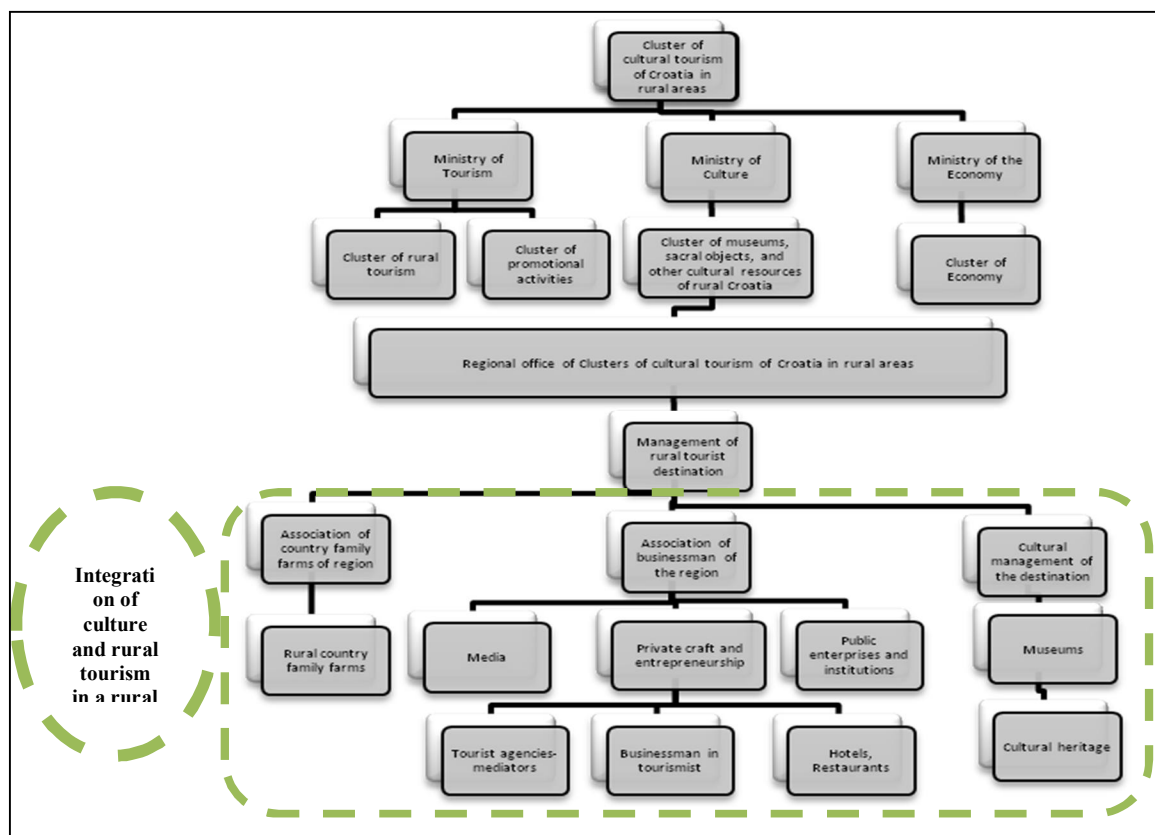 Cluster of
cultural tourism
of Croatia in
rural areas
Ministry of
Tourism
Ministry of
Culture
Ministry of the
Economy
Cluster of rural
tourism
Cluster of
promotional
activities
Cluster of museums,
sacral objects, and
other cultural resources
of rural Croatia
Cluster of
Economy
Regional office of Clusters of cultural tourism of Croatia in rural areas
Management of
rural tourist
destination
Association of
country family
farms of region
Association of
businessman of
the region
Cultural
management of
the destination
Integrati
on of
culture
and rural
tourism
in a rural
Rural country
family farms
Media
Private craft and
entrepreneurship
Public
enterprises and
institutions
Museums
Tourist agencies-
mediators
Businessman in
tourismist
Hotels,
Restaurants
Cultural heritage